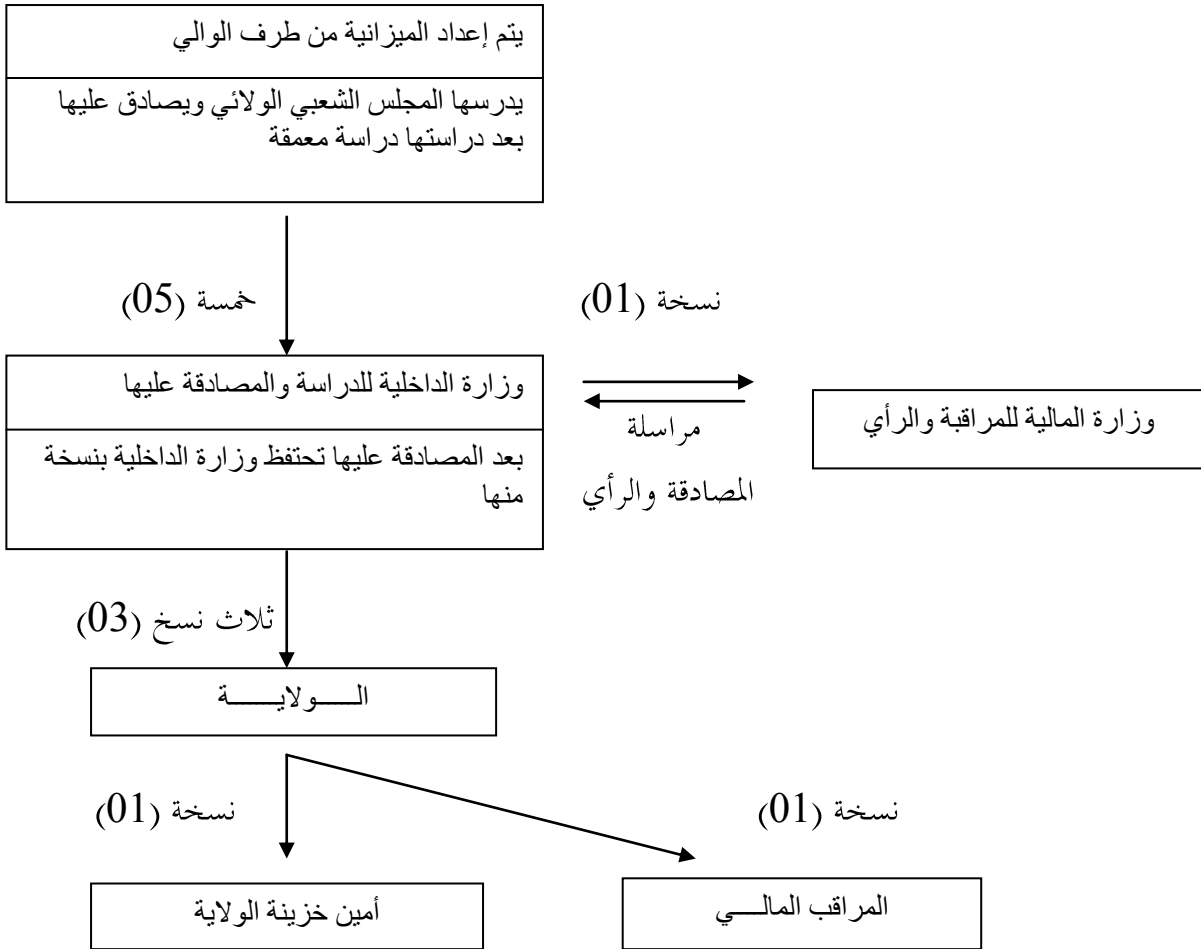 يتم إعداد الميزانية من طرف الوالي
يدرسها المجلس الشعبي الولائي ويصادق عليها
بعد دراستها دراسة معمقة
خمسة (05)
نسخة (01)
وزارة الداخلية للدراسة والمصادقة عليها
بعد المصادقة عليها تحتفظ وزارة الداخلية بنسخة
منها
مراسلة
المصادقة والرأي
وزارة المالية للمراقبة والرأي
ثلاث نسخ (03)
الـــولايـــــة
نسخة (01)
نسخة (01)
أمين خزينة الولاية
المراقب المالــــي